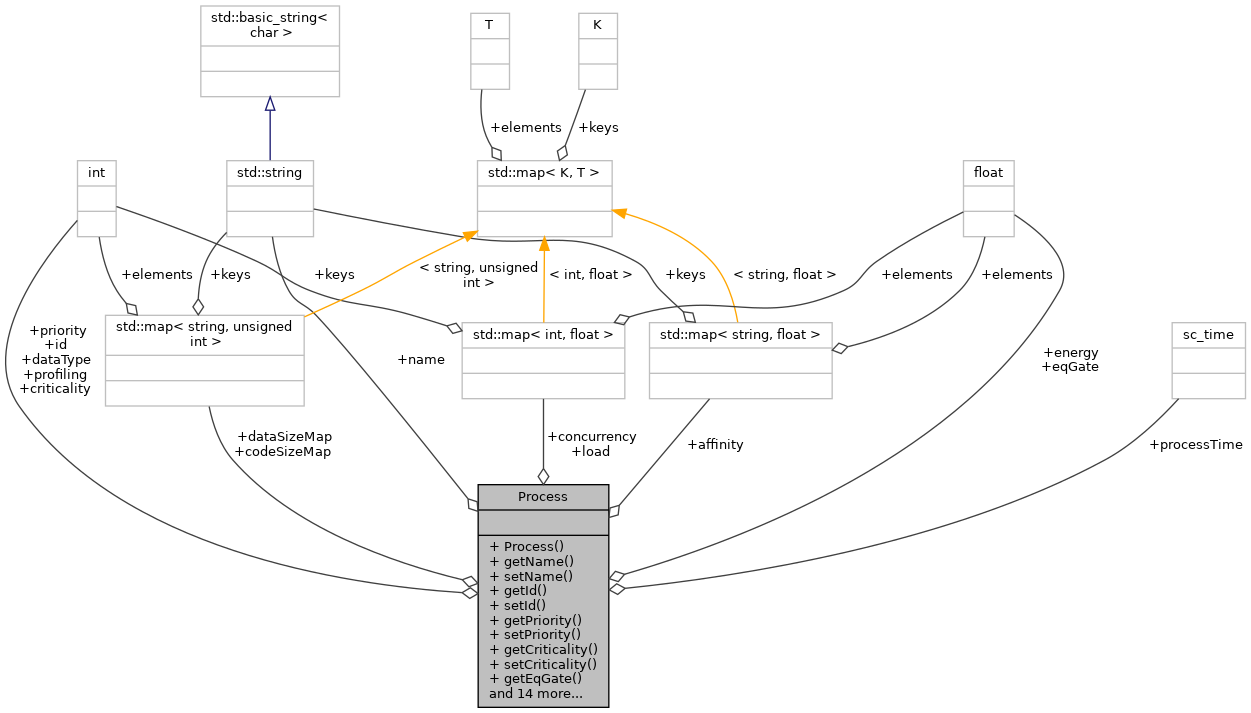 std::basic_string<
char >
T
K
+elements
+keys
int
std::string
std::map< K, T >
float
+elements
+keys
+keys
< string, unsigned
int >
< int, float >
+keys
< string, float >
+elements
+elements
+priority
+id
+dataType
+profiling
+criticality
std::map< string, unsigned
int >
+name
std::map< int, float >
std::map< string, float >
+energy
+eqGate
sc_time
+dataSizeMap
+codeSizeMap
+concurrency
+load
+affinity
+processTime
Process
+ Process()
+ getName()
+ setName()
+ getId()
+ setId()
+ getPriority()
+ setPriority()
+ getCriticality()
+ setCriticality()
+ getEqGate()
and 14 more...